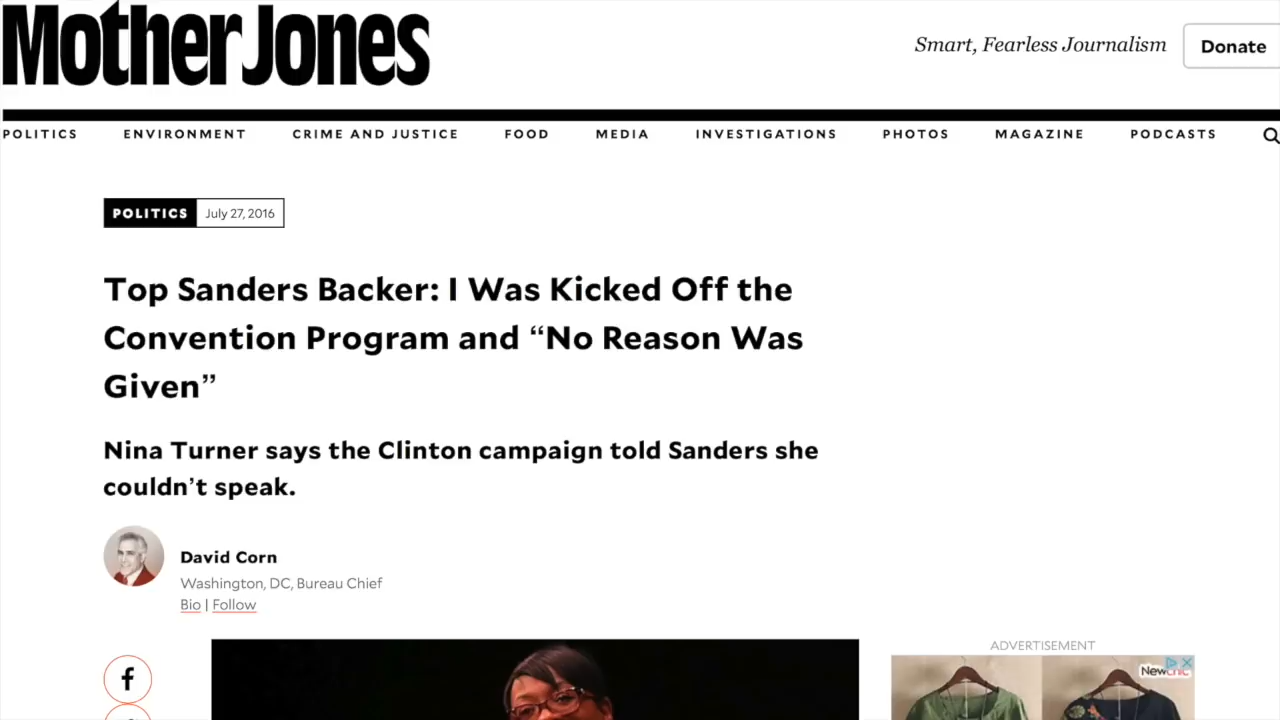 Mother Jones
Smart, Fearless Journalism
Donate
POLITICS ENVIRONMENT CRIME AND JUSTICE FOOD MEDIA INVESTIGATIONS PHOTOS MAGAZINE PODCASTS
POLITICS July 27, 2016
Top Sanders Backer: I Was Kicked Off the
Convention Program and “No Reason Was
Given”
Nina Turner says the Clinton campaign told Sanders she
couldn’t speak.
David Corn
Washington, DC, Bureau Chief
Bio | Follow
ADVERTISEMENT
Newchic